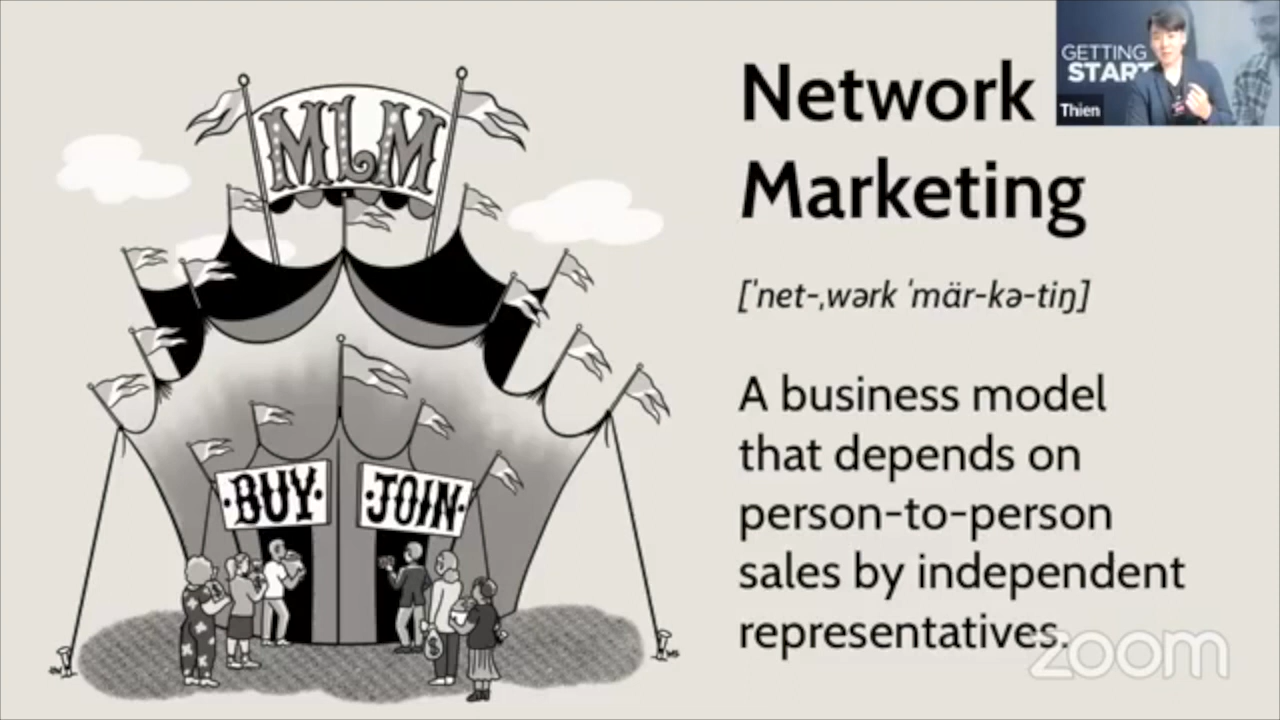 MLM
BUY
JOIN
$
Network
Marketing
[ˈnet-ˌwərk ˈmär-kə-tiŋ]
A business model
that depends on
person-to-person
sales by independent
representatives.
GETTING
START
Thien
zoom